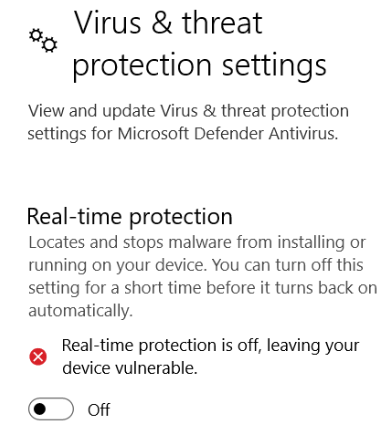 Virus & threat
protection settings
View and update Virus & threat protection
settings for Microsoft Defender Antivirus.
Real-time protection
Locates and stops malware from installing or
running on your device. You can turn off this
setting for a short time before it turns back on
automatically.
Real-time protection is off, leaving your
device vulnerable.
Off